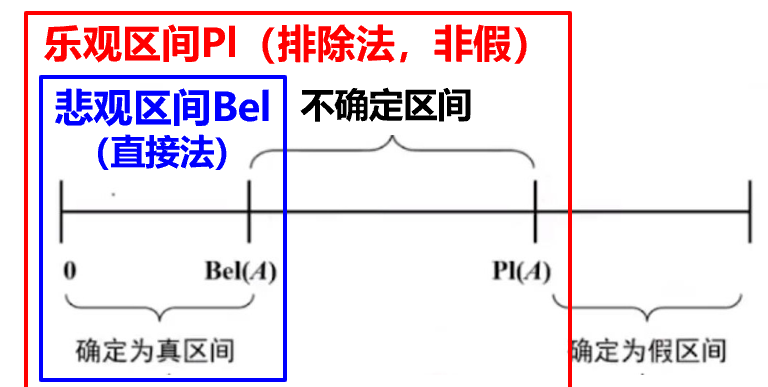 乐观区间Pl（排除法，非假）
悲观区间Bel
（直接法）
不确定区间
0
Bel(A)
Pl(A)
确定为真区间
确定为假区间